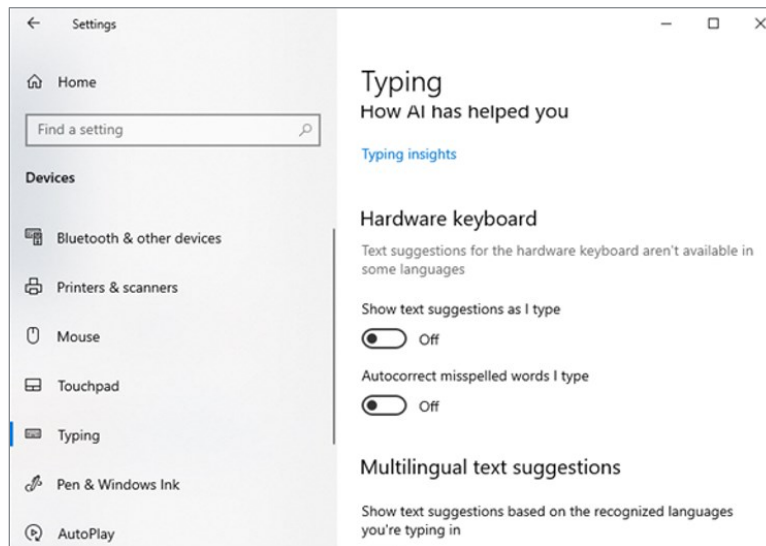 Settings
Home
Find a setting
Devices
Bluetooth & other devices
Printers & scanners
Mouse
Touchpad
Typing
Pen & Windows Ink
AutoPlay
Typing
How AI has helped you
Typing insights
Hardware keyboard
Text suggestions for the hardware keyboard aren't available in
some languages
Show text suggestions as I type
Off
Autocorrect misspelled words I type
Off
Multilingual text suggestions
Show text suggestions based on the recognized languages
you're typing in